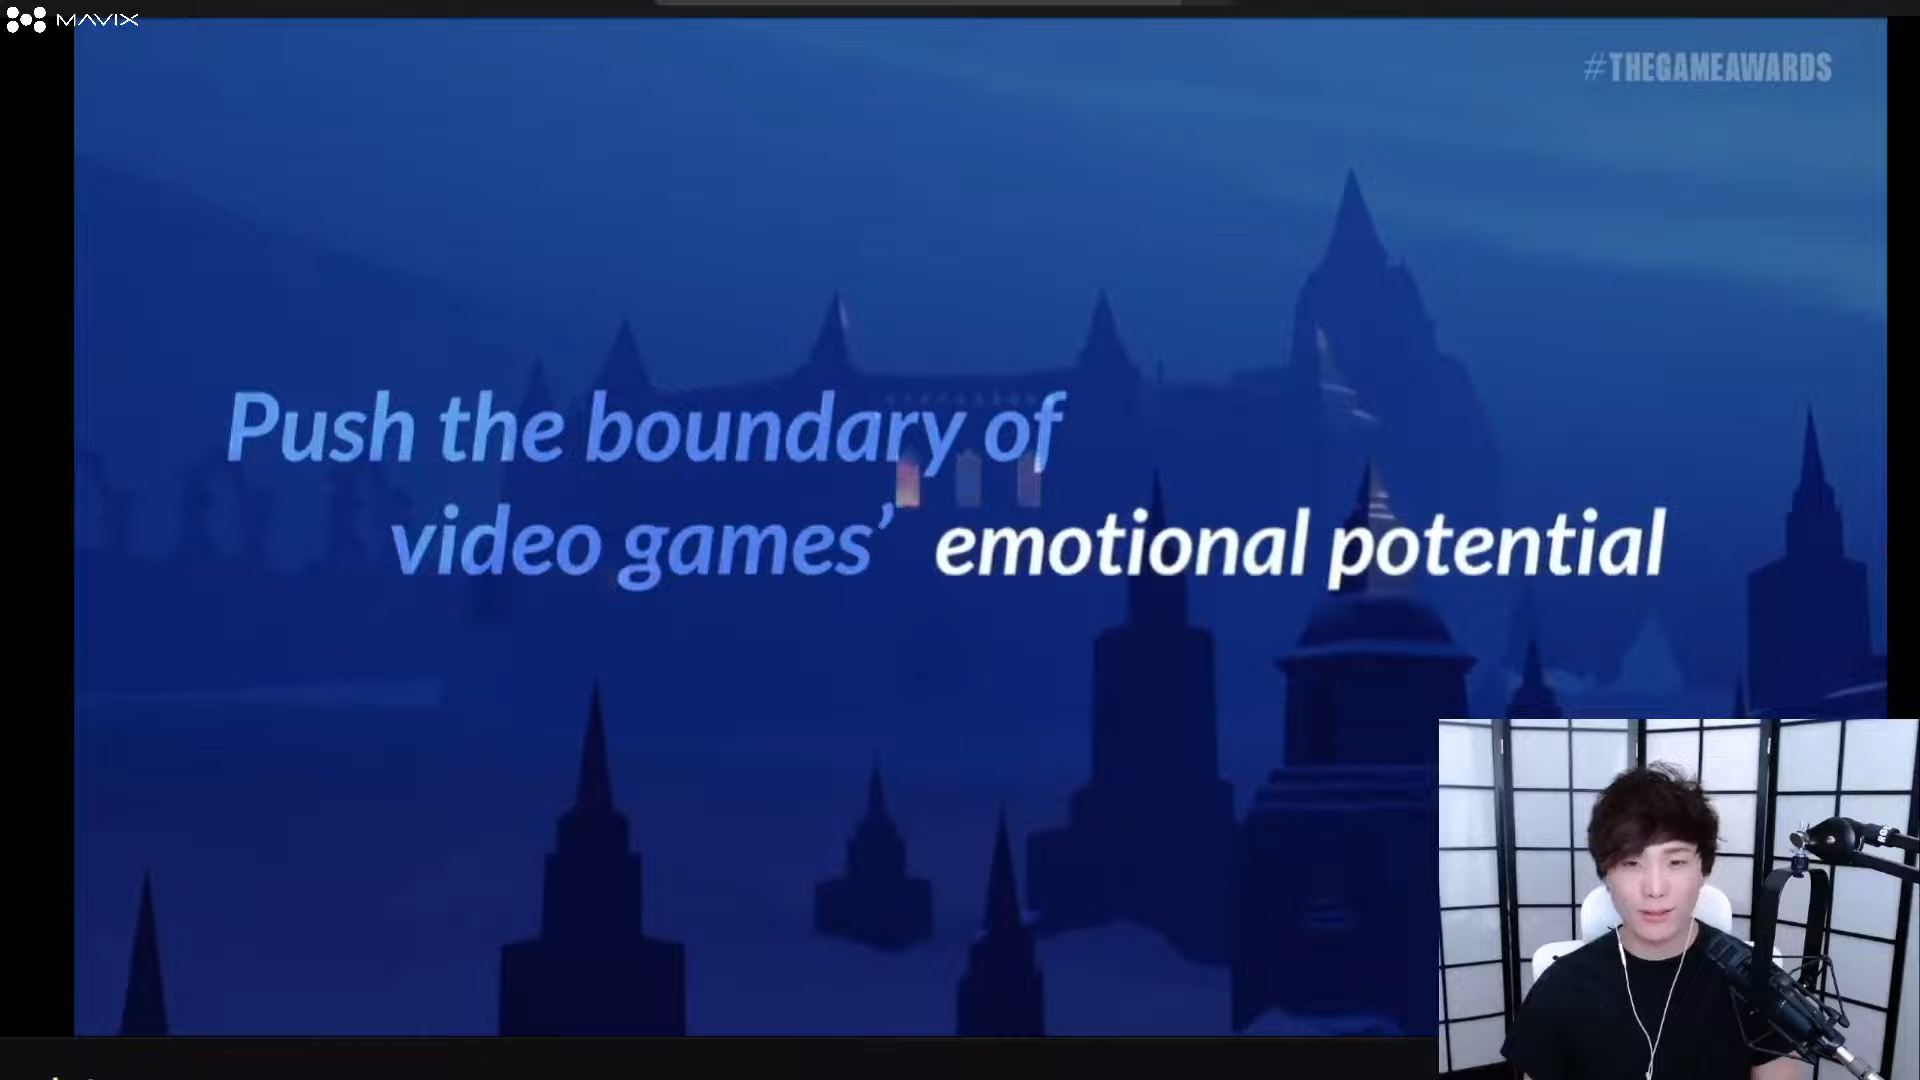 MAVIX
#THEGAMEAWARDS
Push the boundary of
video games’ emotional potential